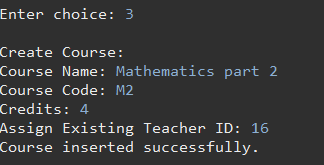 Enter choice: 3
Create Course:
Course Name: Mathematics part 2
Course Code: M2
Credits: 4
Assign Existing Teacher ID: 16
Course inserted successfully.